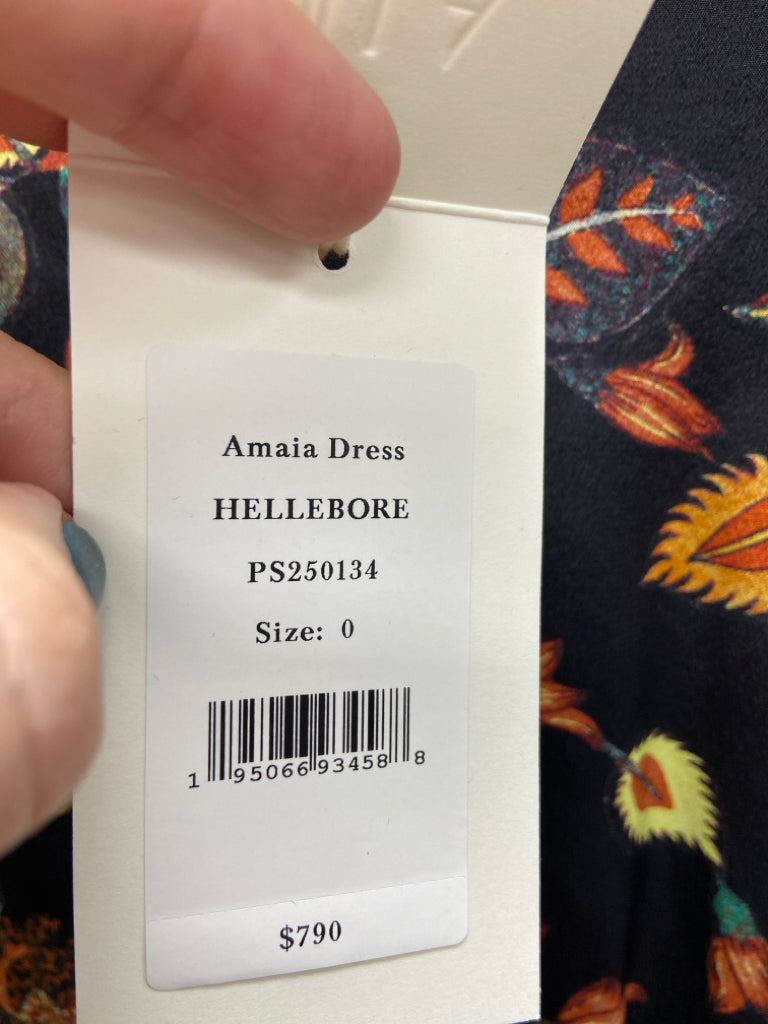 Amaia Dress
HELLEBORE
PS250134
Size: 0
1 95066 93458 8
$790